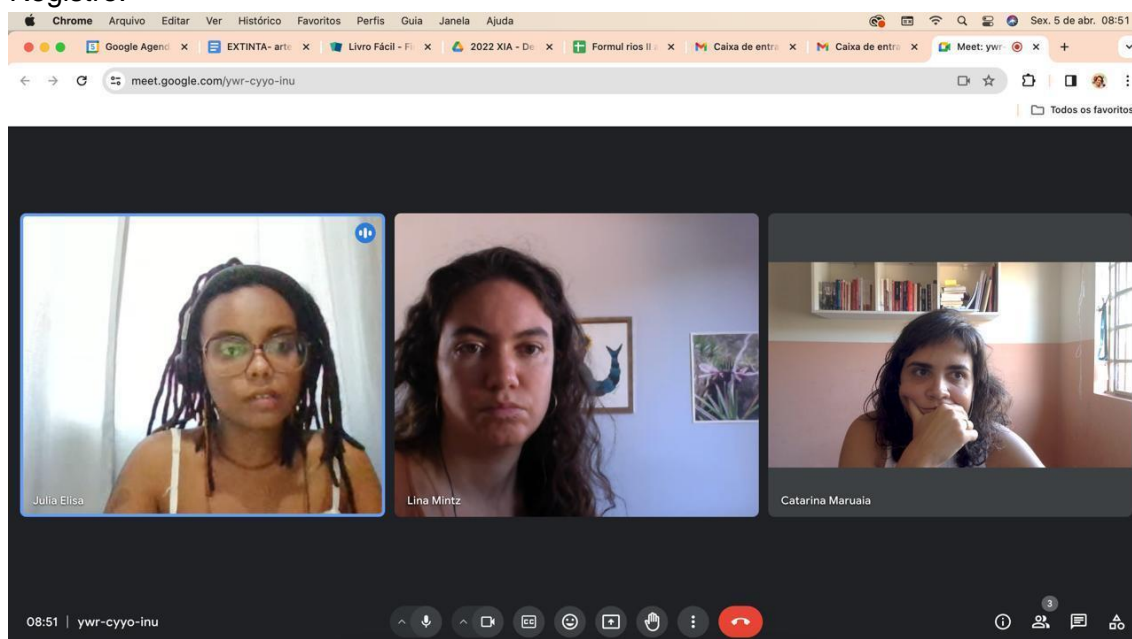 Registro:
Chrome Arquivo Editar Ver Histórico Favoritos Perfis Guia Janela Ajuda Sex. 5 de abr. 08:51
Google Agend EXTINTA- arte Livro Fácil - Fi 2022 XIA - De Formul rios II Caixa de entra Caixa de entra Meet: ywr-
meet.google.com/ywr-cyyo-inu
Todos os favoritos
Julia Elisa
Lina Mintz
Catarina Maruaia
3
08:51 | ywr-cyyo-inu